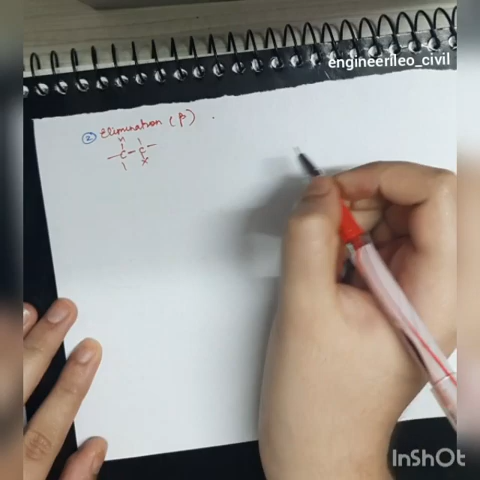 engineerileo_civil
② Elimination (β) .
H
-C-C-
X
InShOt